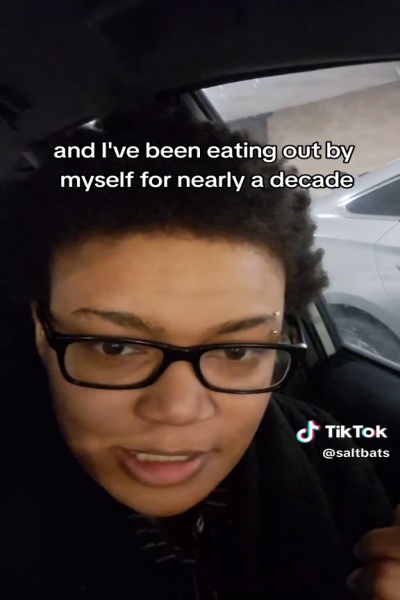 and I've been eating out by
myself for nearly a decade
TikTok
@saltbats